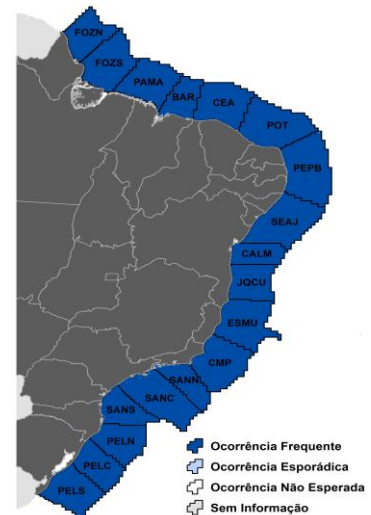 FOZN
FOZS
PAMA
BAR
CEA
POT
PEPB
SEAJ
CALM
JQCU
ESMU
CMP
SANN
SANC
SANS
PELN
PELC
PELS
Ocorrência Frequente
Ocorrência Esporádica
Ocorrência Não Esperada
Sem Informação